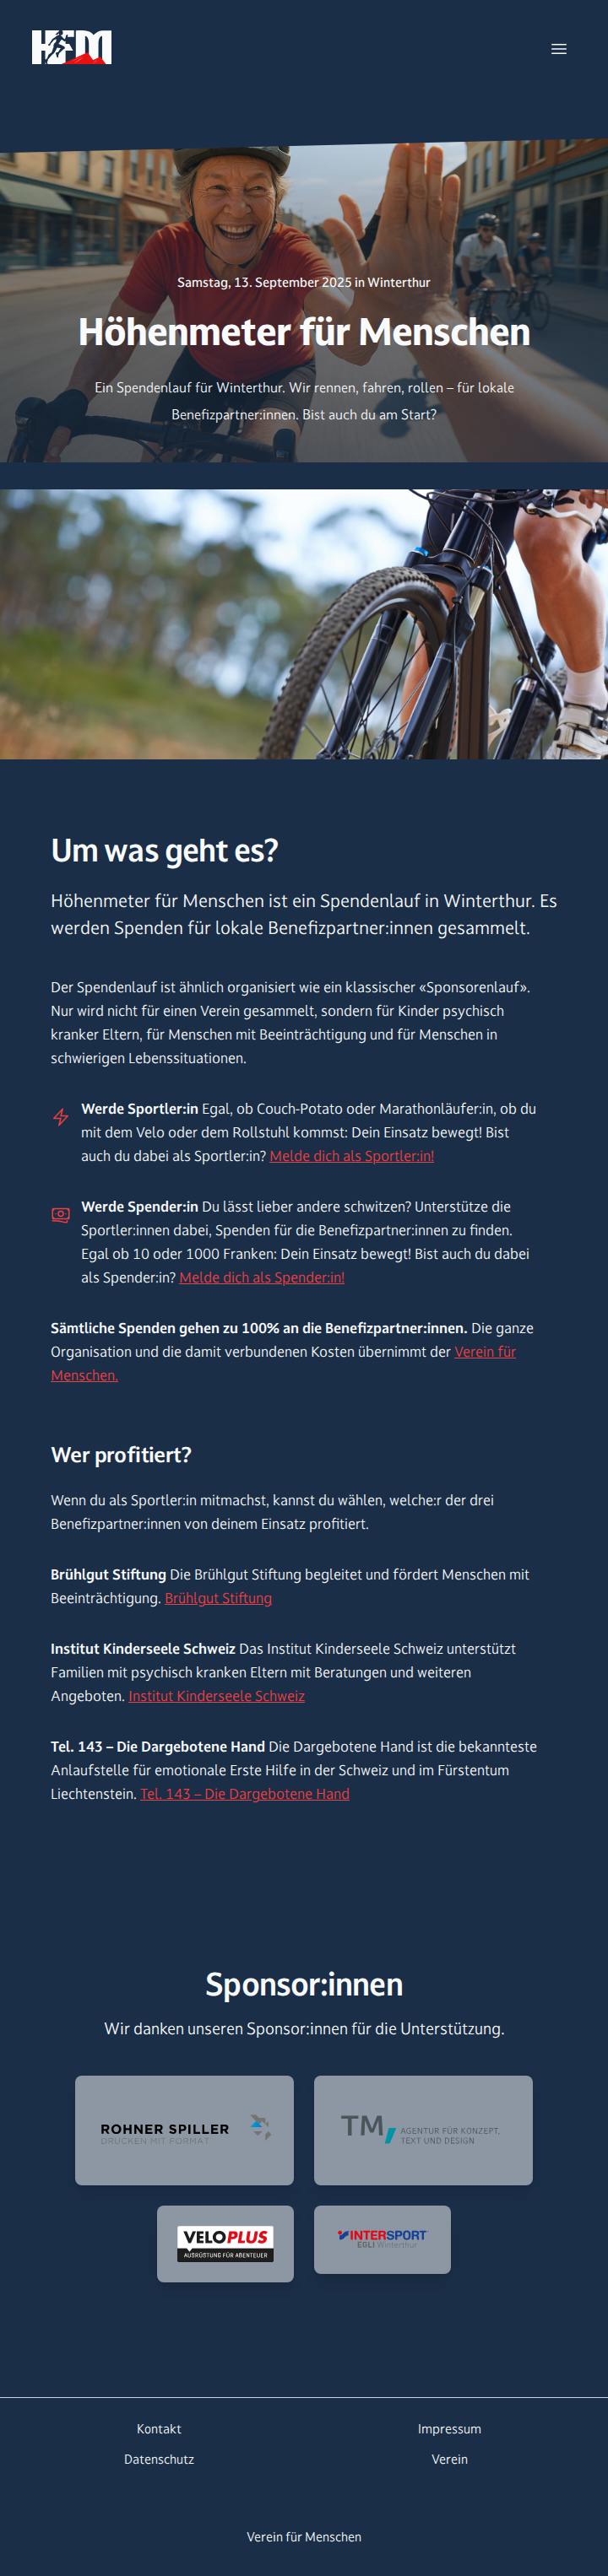 HFM
Samstag, 13. September 2025 in Winterthur
Höhenmeter für Menschen
Ein Spendenlauf für Winterthur. Wir rennen, fahren, rollen – für lokale
Benefizpartner:innen. Bist auch du am Start?
Um was geht es?
Höhenmeter für Menschen ist ein Spendenlauf in Winterthur. Es
werden Spenden für lokale Benefizpartner:innen gesammelt.
Der Spendenlauf ist ähnlich organisiert wie ein klassischer «Sponsorenlauf».
Nur wird nicht für einen Verein gesammelt, sondern für Kinder psychisch
kranker Eltern, für Menschen mit Beeinträchtigung und für Menschen in
schwierigen Lebenssituationen.
Werde Sportler:in Egal, ob Couch-Potato oder Marathonläufer:in, ob du
mit dem Velo oder dem Rollstuhl kommst: Dein Einsatz bewegt! Bist
auch du dabei als Sportler:in? Melde dich als Sportler:in!
Werde Spender:in Du lässt lieber andere schwitzen? Unterstütze die
Sportler:innen dabei, Spenden für die Benefizpartner:innen zu finden.
Egal ob 10 oder 1000 Franken: Dein Einsatz bewegt! Bist auch du dabei
als Spender:in? Melde dich als Spender:in!
Sämtliche Spenden gehen zu 100% an die Benefizpartner:innen. Die ganze
Organisation und die damit verbundenen Kosten übernimmt der Verein für
Menschen.
Wer profitiert?
Wenn du als Sportler:in mitmachst, kannst du wählen, welche:r der drei
Benefizpartner:innen von deinem Einsatz profitiert.
Brühlgut Stiftung Die Brühlgut Stiftung begleitet und fördert Menschen mit
Beeinträchtigung. Brühlgut Stiftung
Institut Kinderseele Schweiz Das Institut Kinderseele Schweiz unterstützt
Familien mit psychisch kranken Eltern mit Beratungen und weiteren
Angeboten. Institut Kinderseele Schweiz
Tel. 143 – Die Dargebotene Hand Die Dargebotene Hand ist die bekannteste
Anlaufstelle für emotionale Erste Hilfe in der Schweiz und im Fürstentum
Liechtenstein. Tel. 143 – Die Dargebotene Hand
Sponsor:innen
Wir danken unseren Sponsor:innen für die Unterstützung.
ROHNER SPILLER
DRUCKEN MIT FORMAT
TM
AGENTUR FÜR KONZEPT,
TEXT UND DESIGN
VELOPLUS
AUSRÜSTUNG FÜR ABENTEUER
INTERSPORT
EGLI Winterthur
Kontakt
Impressum
Datenschutz
Verein
Verein für Menschen